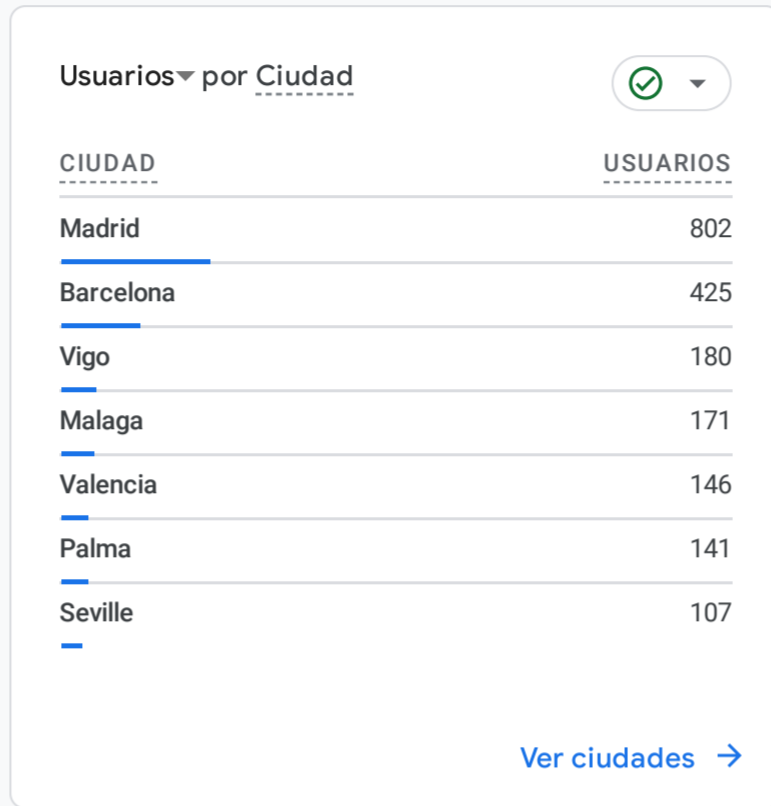 Usuarios por Ciudad
CIUDAD USUARIOS
Madrid 802
Barcelona 425
Vigo 180
Malaga 171
Valencia 146
Palma 141
Seville 107
Ver ciudades